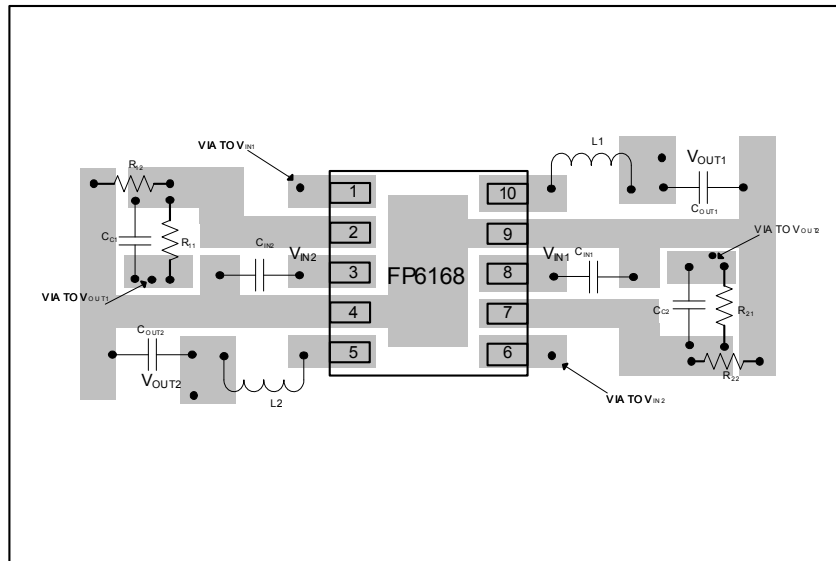 L1
VIA TO VIN1
VOUT1
R12
1
10
COUT1
2
9
VIA TO VOUT2
CC1
R11
CIN2
VIN2
3
FP6168
8
VIN1
CIN1
VIA TO VOUT1
CC2
R21
4
7
COUT2
5
6
VOUT2
R22
L2
VIA TO VIN2